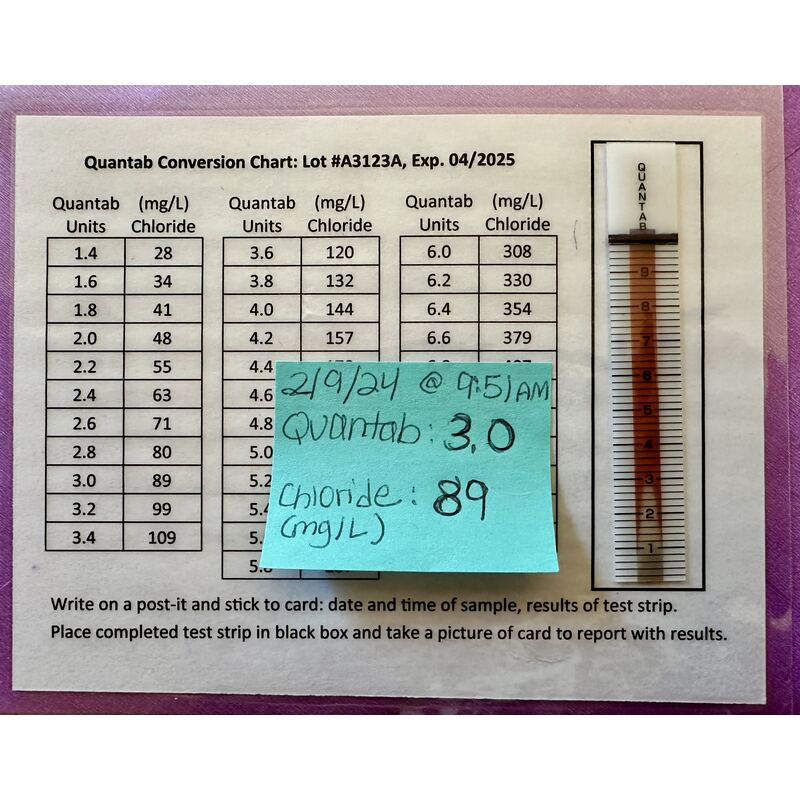 Quantab Conversion Chart: Lot #A3123A, Exp. 04/2025
Quantab (mg/L) Quantab (mg/L) Quantab (mg/L)
Units Chloride Units Chloride Units Chloride
1.4 28 3.6 120 6.0 308
1.6 34 3.8 132 6.2 330
1.8 41 4.0 144 6.4 354
2.0 48 4.2 157 6.6 379
2.2 55 4.4
2.4 63 4.6
2.6 71 4.8
2.8 80 5.0
3.0 89 5.2
3.2 99 5.4
3.4 109
2/9/24 @ 9:51 AM
Quantab: 3.0
Chloride: 89
(mg/L)
QUANTAB
9
8
7
6
5
4
3
2
1
Write on a post-it and stick to card: date and time of sample, results of test strip.
Place completed test strip in black box and take a picture of card to report with results.